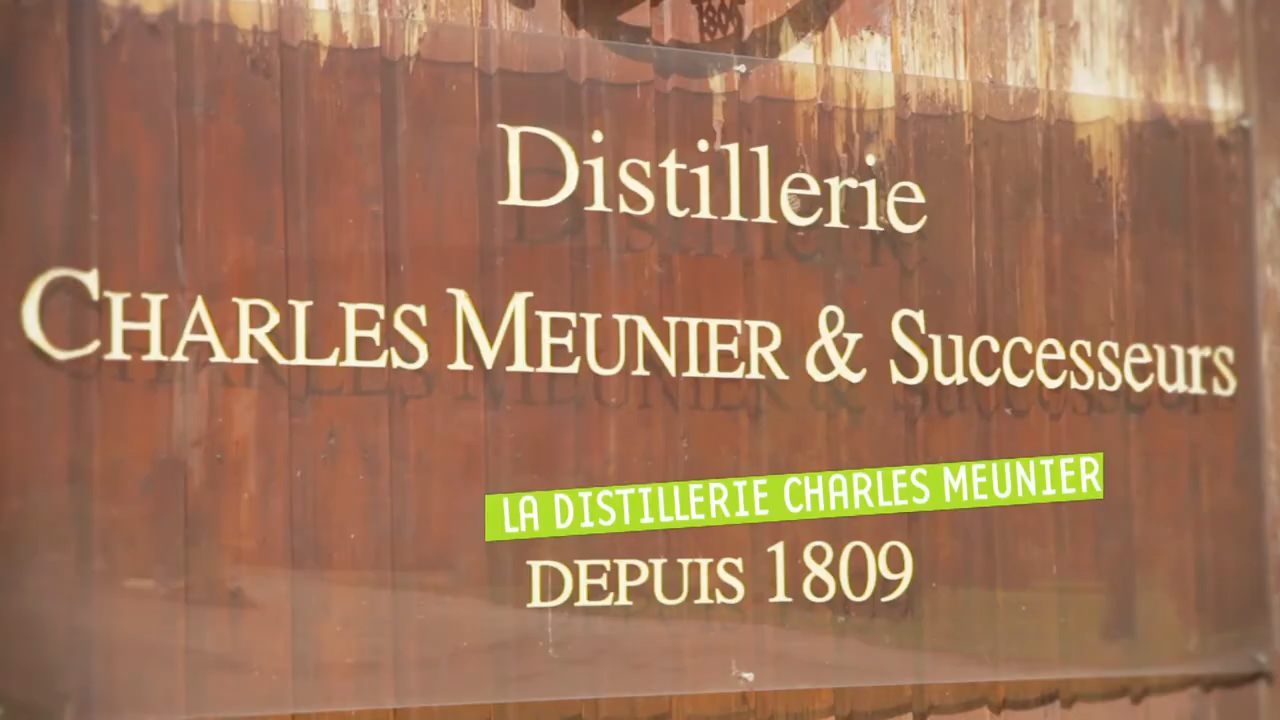 Distillerie
CHARLES MEUNIER & Successeurs
LA DISTILLERIE CHARLES MEUNIER
DEPUIS 1809